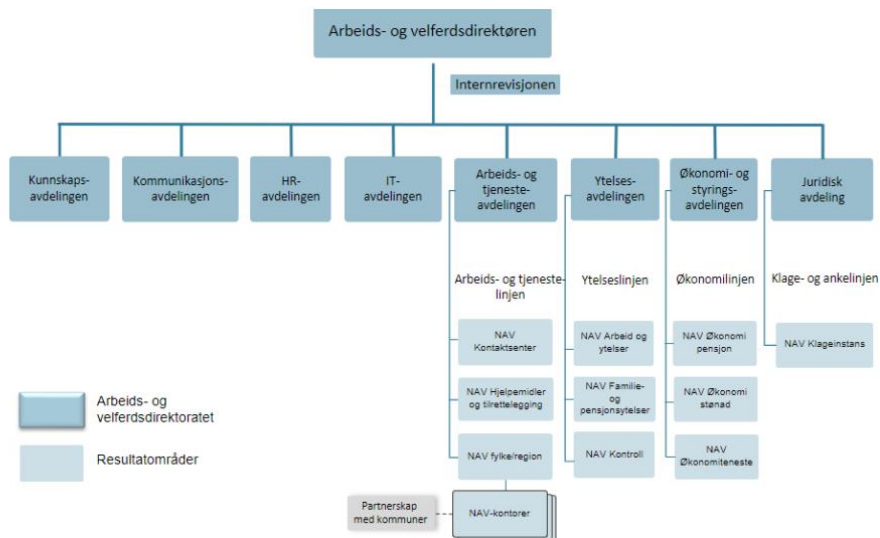 Arbeids- og velferdsdirektøren
Internrevisjonen
Kunnskaps-
avdelingen
Kommunikasjons-
avdelingen
HR-
avdelingen
IT-
avdelingen
Arbeids- og
tjeneste-
avdelingen
Ytelses-
avdelingen
Økonomi- og
styrings-
avdelingen
Juridisk
avdeling
Arbeids- og tjeneste-
linjen
Ytelseslinjen
Økonomilinjen
Klage- og ankelinjen
NAV
Kontaktsenter
NAV Arbeid og
ytelser
NAV Økonomi
pensjon
NAV Klageinstans
NAV Hjelpemidler
og tilrettelegging
NAV Familie-
og
pensjonsytelser
NAV Økonomi
stønad
NAV fylke/region
NAV Kontroll
NAV
Økonomiteneste
Partnerskap
med kommuner
NAV-kontorer
Arbeids- og
velferdsdirektoratet
Resultatområder